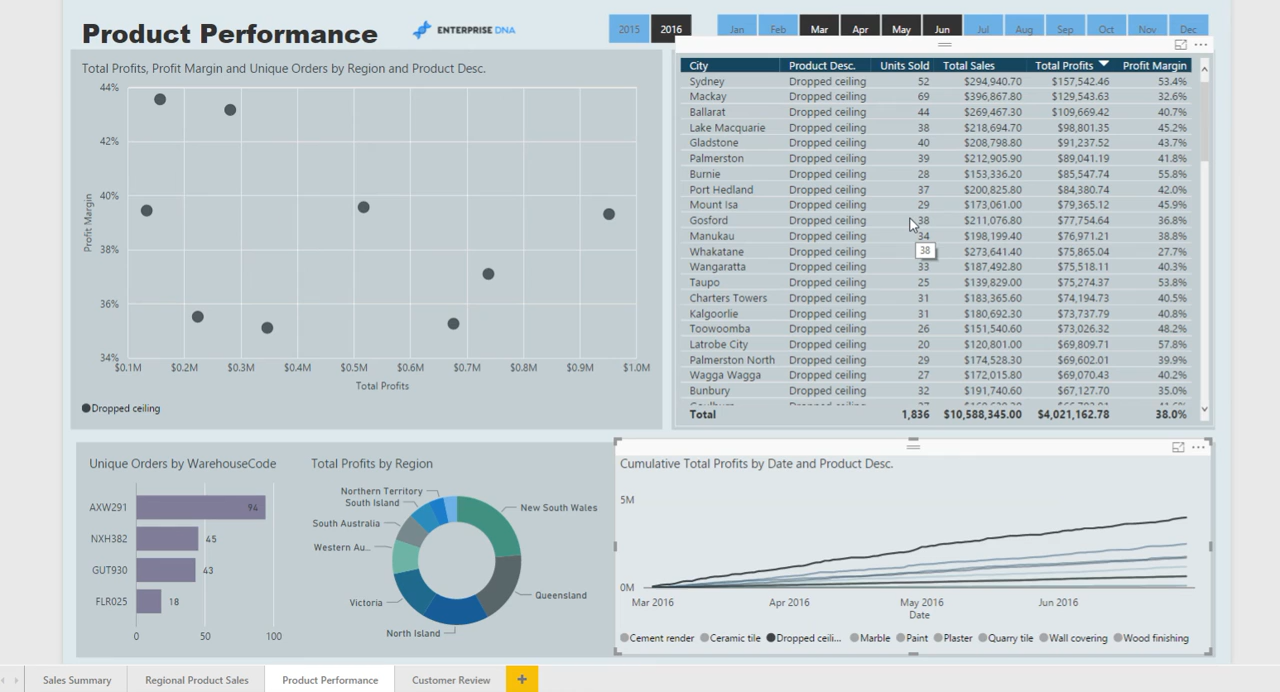 Product Performance
ENTERPRISE DNA
2015 2016
Jan Feb Mar Apr May Jun Jul Aug Sep Oct Nov Dec
Total Profits, Profit Margin and Unique Orders by Region and Product Desc.
44%
42%
40%
38%
36%
34%
Profit Margin
$0.1M $0.2M $0.3M $0.4M $0.5M $0.6M $0.7M $0.8M $0.9M $1.0M
Total Profits
Dropped ceiling
City Product Desc. Units Sold Total Sales Total Profits Profit Margin
Sydney Dropped ceiling 52 $294,940.70 $157,542.46 53.4%
Mackay Dropped ceiling 69 $396,867.80 $129,543.63 32.6%
Ballarat Dropped ceiling 44 $269,467.30 $109,669.42 40.7%
Lake Macquarie Dropped ceiling 38 $218,694.70 $98,801.35 45.2%
Gladstone Dropped ceiling 40 $208,798.80 $91,237.52 43.7%
Palmerston Dropped ceiling 39 $212,905.90 $89,041.19 41.8%
Burnie Dropped ceiling 28 $153,336.20 $85,547.74 55.8%
Port Hedland Dropped ceiling 37 $200,825.80 $84,380.74 42.0%
Mount Isa Dropped ceiling 29 $173,061.00 $79,365.12 45.9%
Gosford Dropped ceiling 38 $211,076.80 $77,754.64 36.8%
Manukau Dropped ceiling 34 $198,199.40 $76,971.21 38.8%
Whakatane Dropped ceiling $273,641.40 $75,865.04 27.7%
38
Wangaratta Dropped ceiling 33 $187,492.80 $75,518.11 40.3%
Taupo Dropped ceiling 25 $139,829.00 $75,274.37 53.8%
Charters Towers Dropped ceiling 31 $183,365.60 $74,194.73 40.5%
Kalgoorlie Dropped ceiling 31 $180,692.30 $73,737.79 40.8%
Toowoomba Dropped ceiling 26 $151,540.60 $73,026.32 48.2%
Latrobe City Dropped ceiling 20 $120,801.00 $69,809.71 57.8%
Palmerston North Dropped ceiling 29 $174,528.30 $69,602.01 39.9%
Wagga Wagga Dropped ceiling 27 $172,015.80 $69,070.43 40.2%
Bunbury Dropped ceiling 32 $191,740.60 $67,127.70 35.0%
Total 1,836 $10,588,345.00 $4,021,162.78 38.0%
Unique Orders by WarehouseCode
AXW291 94
NXH382 45
GUT930 43
FLR025 18
0 50 100
Total Profits by Region
Northern Territory
South Island
South Australia
Western Au...
Victoria
North Island
New South Wales
Queensland
Cumulative Total Profits by Date and Product Desc.
5M
0M
Mar 2016 Apr 2016 May 2016 Jun 2016
Date
Cement render Ceramic tile Dropped ceili... Marble Paint Plaster Quarry tile Wall covering Wood finishing
Sales Summary Regional Product Sales Product Performance Customer Review +